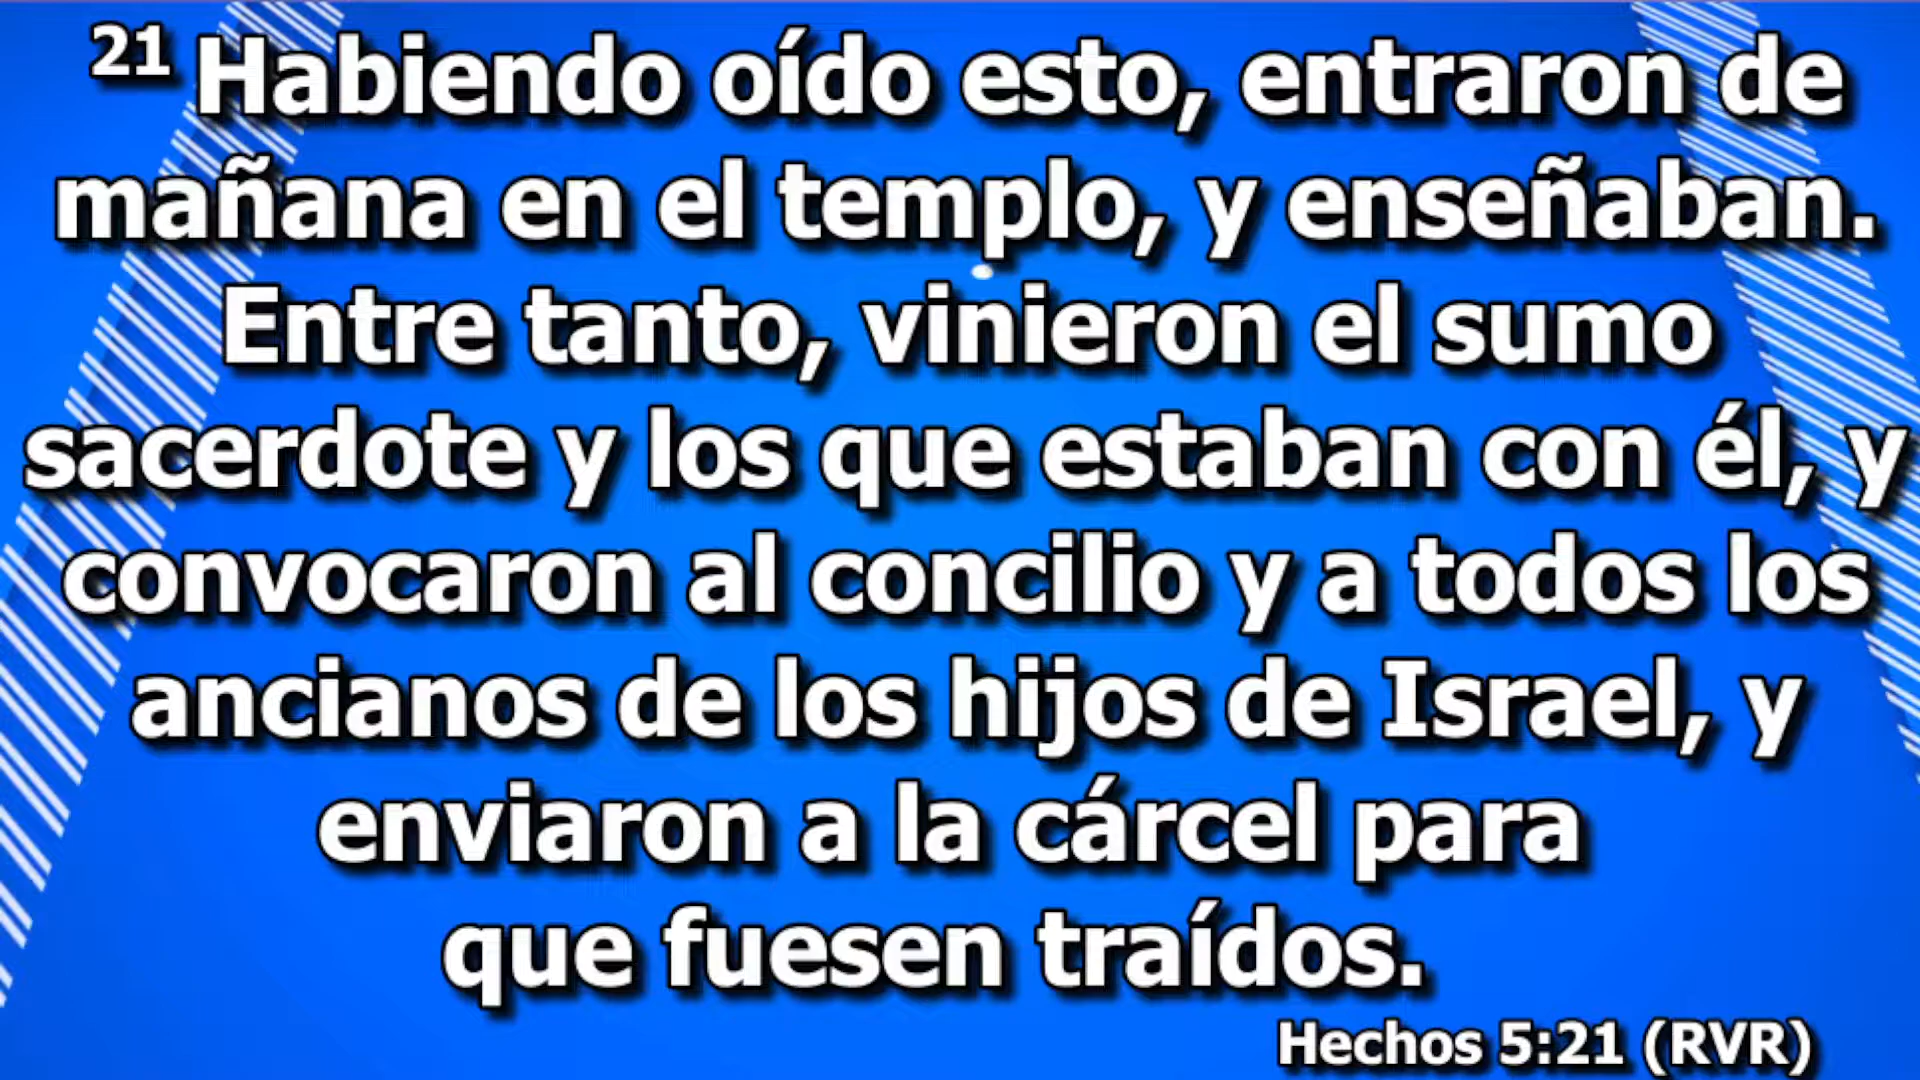 21 Habiendo oído esto, entraron de
mañana en el templo, y enseñaban.
Entre tanto, vinieron el sumo
sacerdote y los que estaban con él, y
convocaron al concilio y a todos los
ancianos de los hijos de Israel, y
enviaron a la cárcel para
que fuesen traídos.
Hechos 5:21 (RVR)